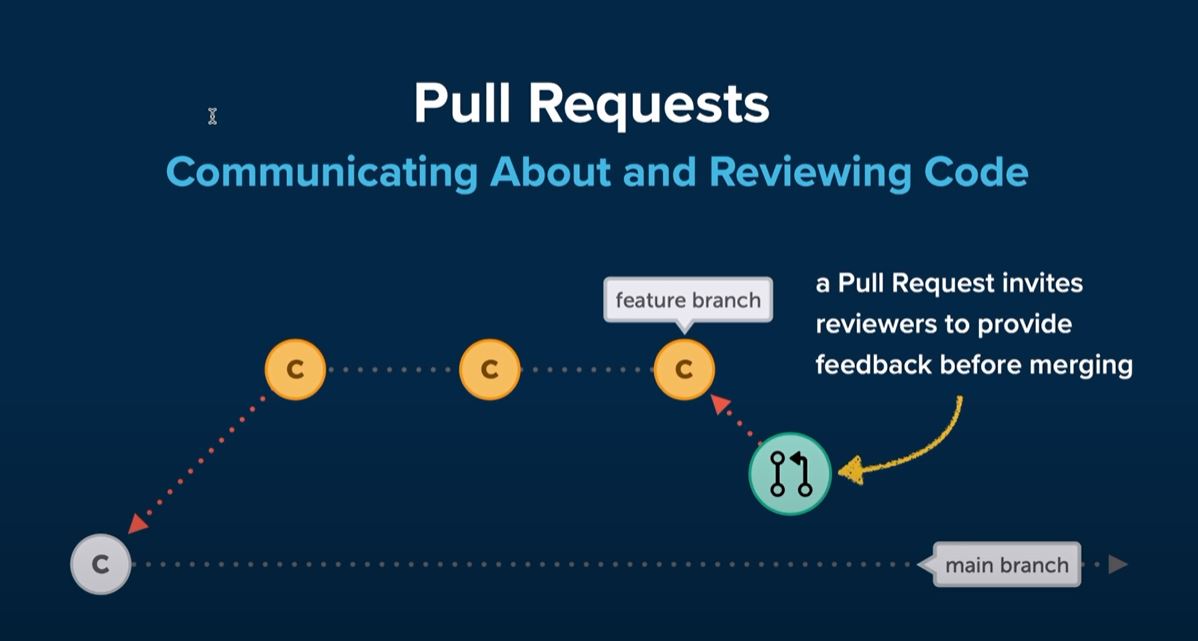 Pull Requests
Communicating About and Reviewing Code
feature branch
a Pull Request invites
reviewers to provide
feedback before merging
C
C
C
C
main branch